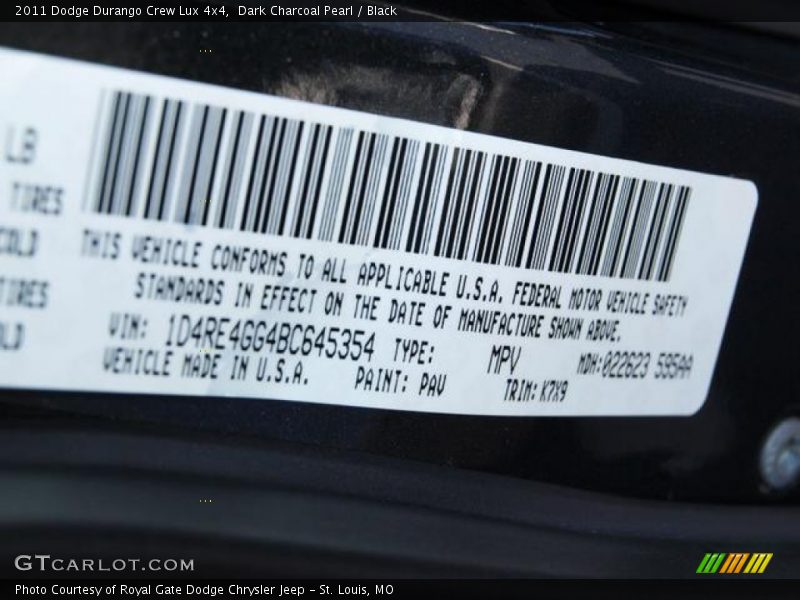 2011 Dodge Durango Crew Lux 4x4, Dark Charcoal Pearl / Black
LB
TIRES
COLD
TIRES
THIS VEHICLE CONFORMS TO ALL APPLICABLE U.S.A. FEDERAL MOTOR VEHICLE SAFETY
STANDARDS IN EFFECT ON THE DATE OF MANUFACTURE SHOWN ABOVE.
VIN: 1D4RE4GG4BC645354 TYPE: MPV MDH:022623 595AA
VEHICLE MADE IN U.S.A. PAINT: PAV TRIM:K7X9
GTCARLOT.COM
Photo Courtesy of Royal Gate Dodge Chrysler Jeep - St. Louis, MO